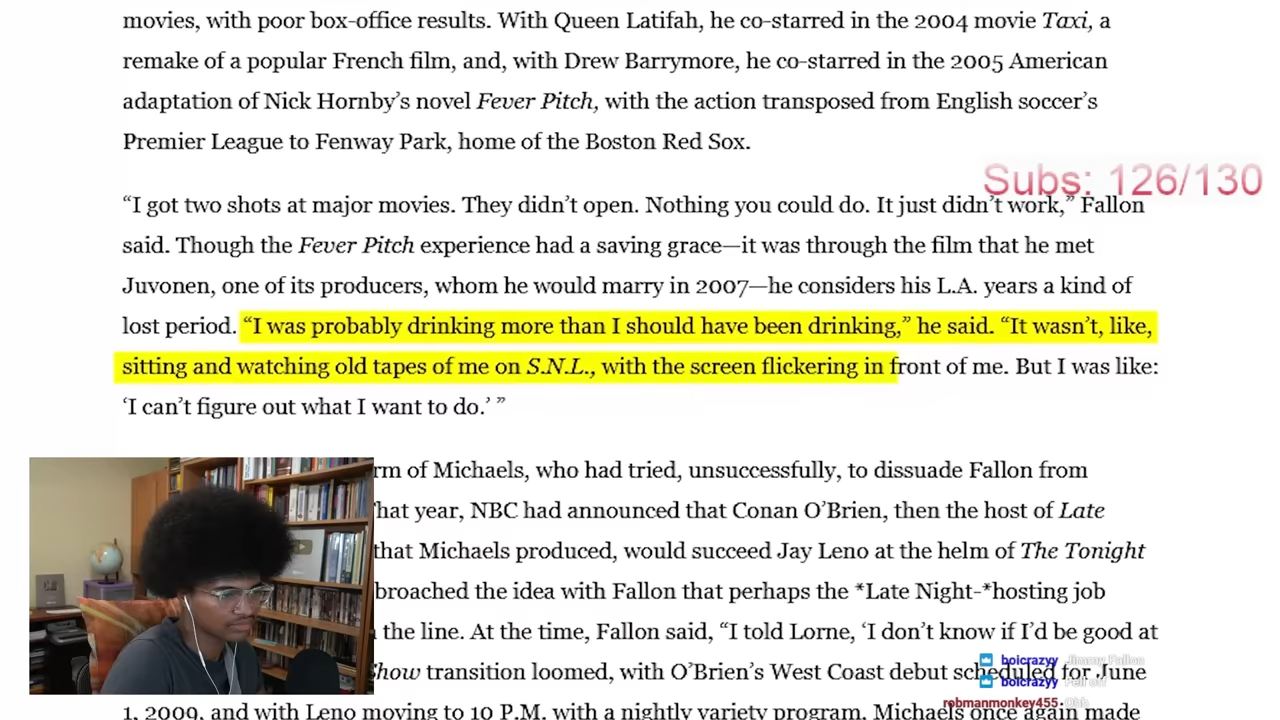 movies, with poor box-office results. With Queen Latifah, he co-starred in the 2004 movie Taxi, a
remake of a popular French film, and, with Drew Barrymore, he co-starred in the 2005 American
adaptation of Nick Hornby’s novel Fever Pitch, with the action transposed from English soccer’s
Premier League to Fenway Park, home of the Boston Red Sox.
Subs: 126/130
“I got two shots at major movies. They didn’t open. Nothing you could do. It just didn’t work,” Fallon
said. Though the Fever Pitch experience had a saving grace—it was through the film that he met
Juvonen, one of its producers, whom he would marry in 2007—he considers his L.A. years a kind of
lost period. “I was probably drinking more than I should have been drinking,” he said. “It wasn’t, like,
sitting and watching old tapes of me on S.N.L., with the screen flickering in front of me. But I was like:
‘I can’t figure out what I want to do.’ ”
rm of Michaels, who had tried, unsuccessfully, to dissuade Fallon from
That year, NBC had announced that Conan O’Brien, then the host of Late
that Michaels produced, would succeed Jay Leno at the helm of The Tonight
broached the idea with Fallon that perhaps the *Late Night-*hosting job
the line. At the time, Fallon said, “I told Lorne, ‘I don’t know if I’d be good at
Show transition loomed, with O’Brien’s West Coast debut scheduled for June
1, 2009, and with Leno moving to 10 P.M. with a nightly variety program, Michaels once again made
boicrazyy Jimmy Fallon
boicrazyy Fell off
robmanmonkey455: Ohh